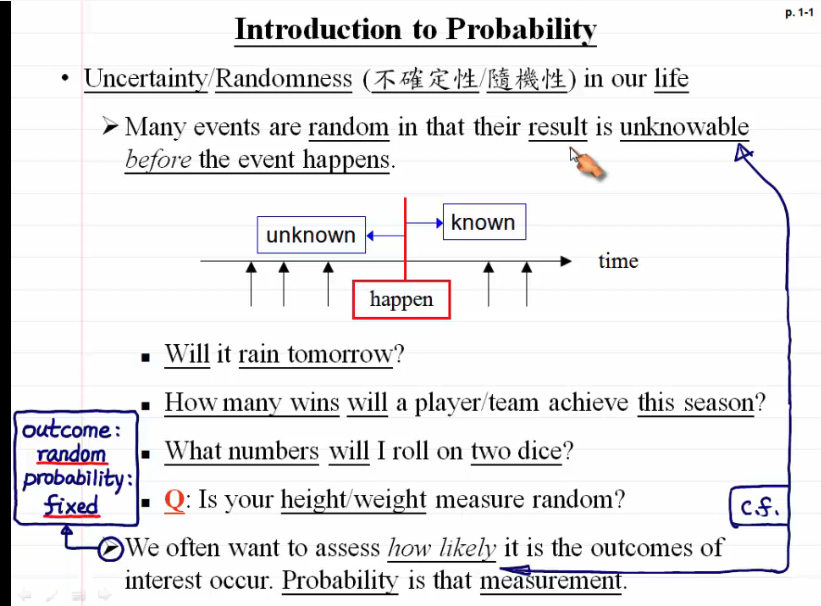 p. 1-1
Introduction to Probability
• Uncertainty/Randomness (不確定性/隨機性) in our life
➢ Many events are random in that their result is unknowable
before the event happens.
unknown
known
time
happen
▪ Will it rain tomorrow?
▪ How many wins will a player/team achieve this season?
▪ What numbers will I roll on two dice?
▪ Q: Is your height/weight measure random?
outcome:
random
probability:
fixed
c.f.
➢ We often want to assess how likely it is the outcomes of
interest occur. Probability is that measurement.